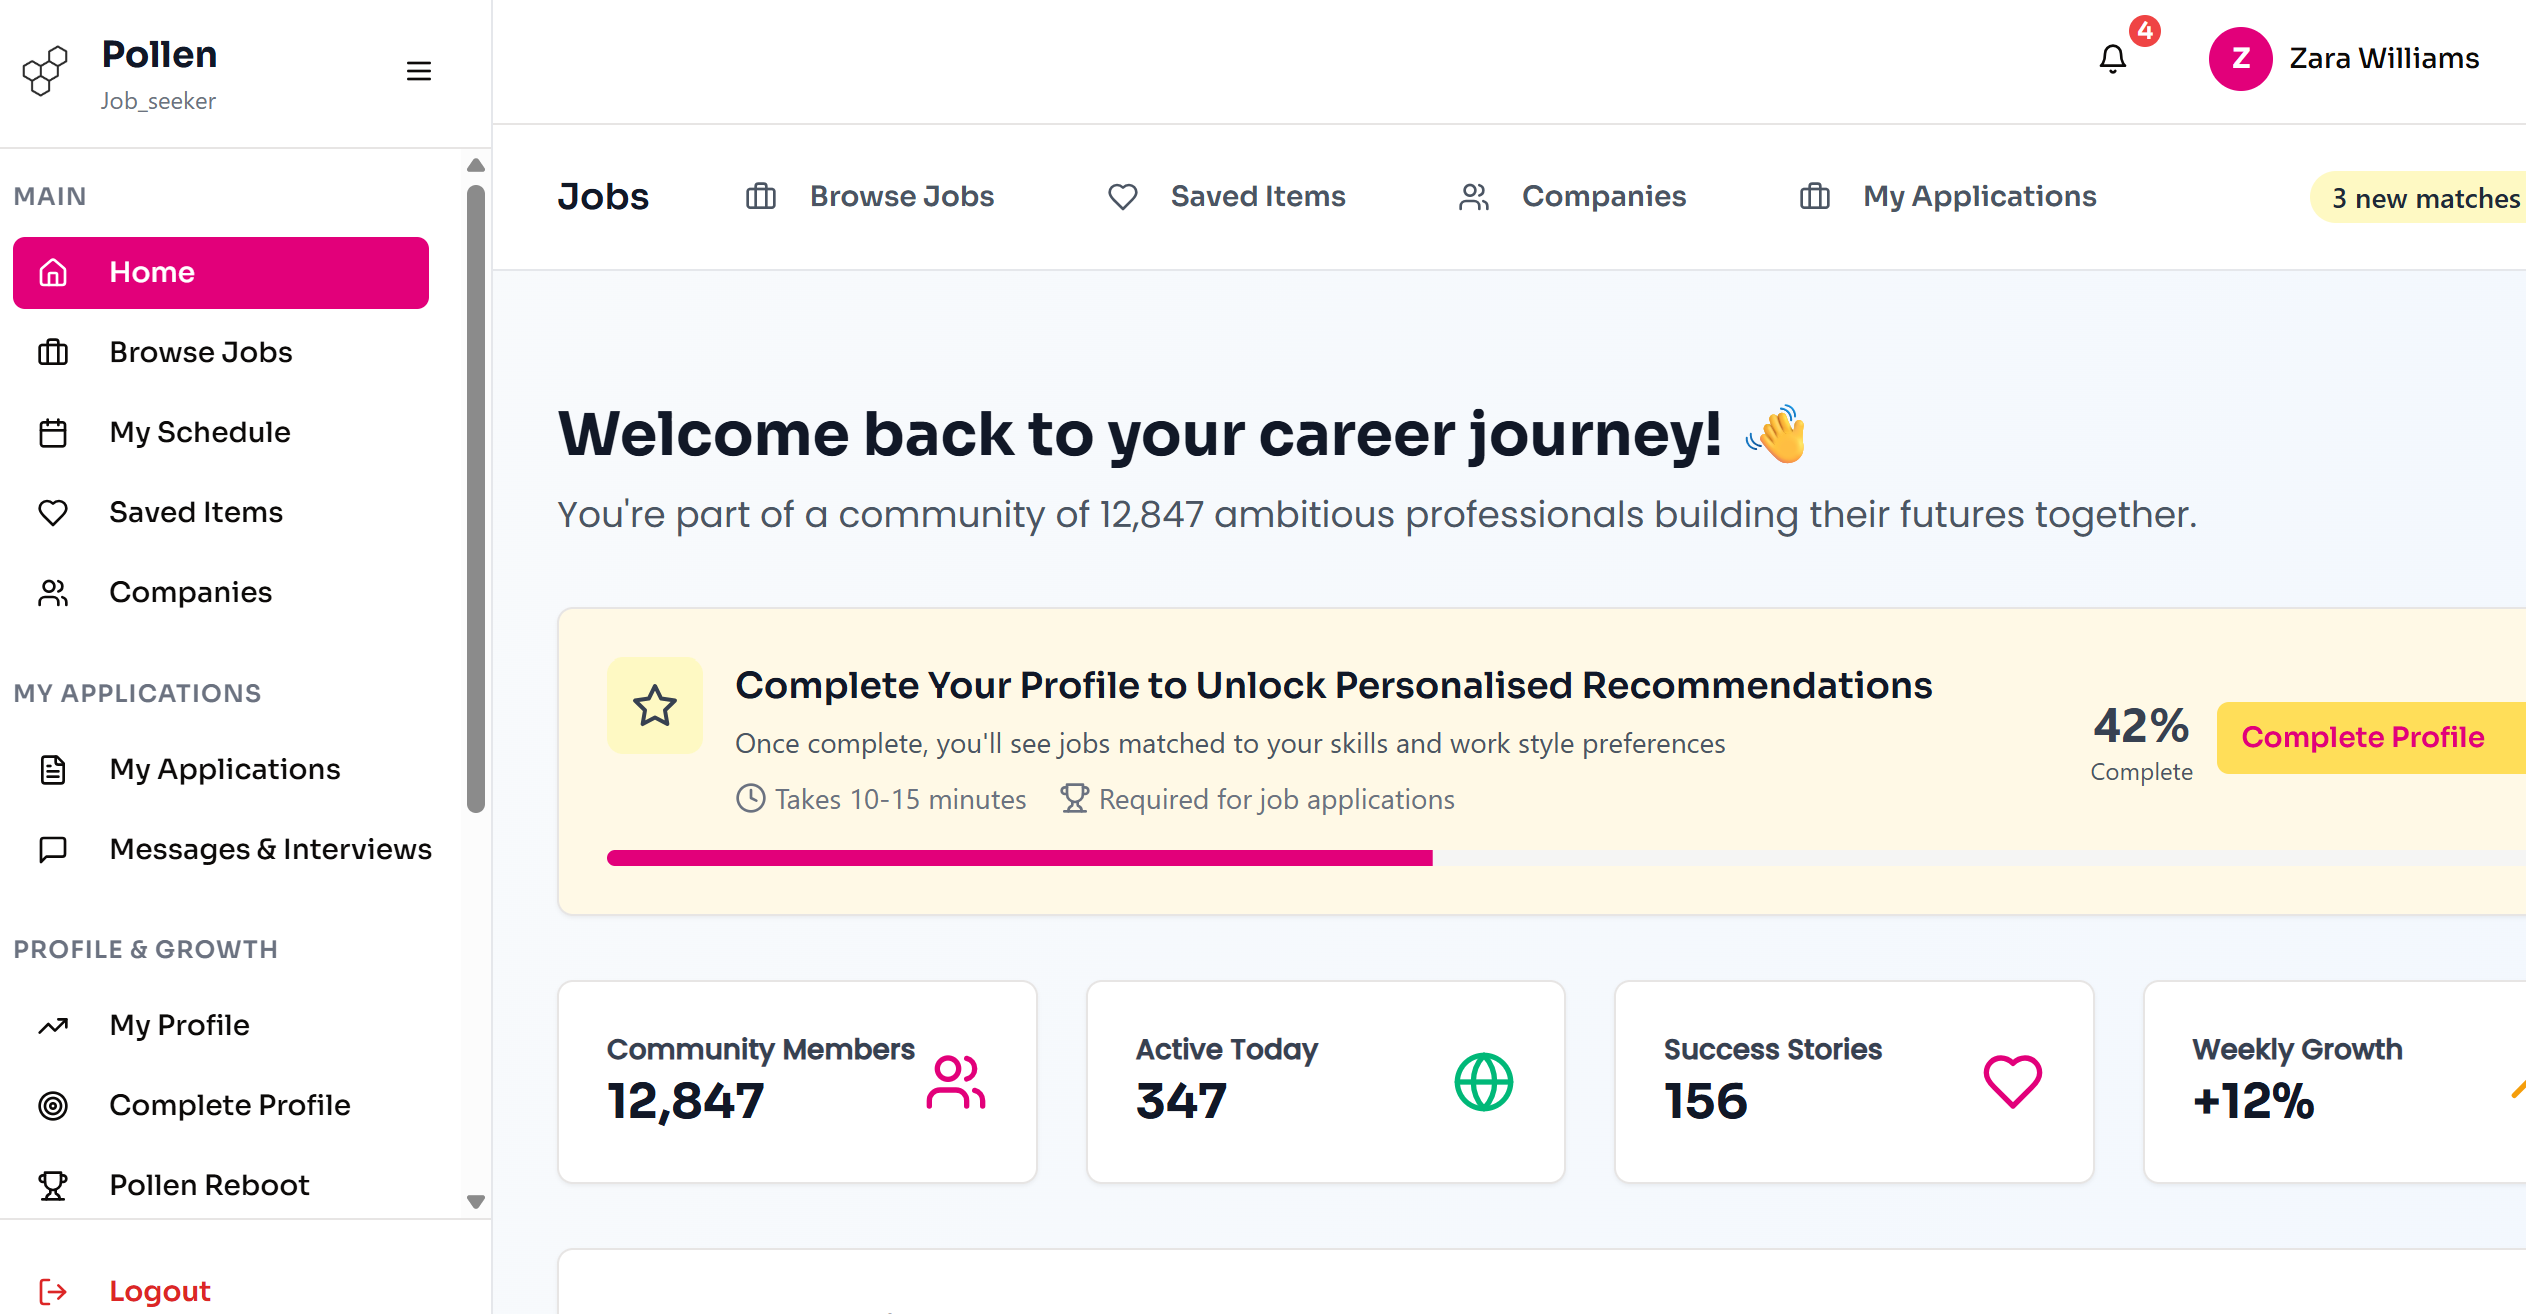 Pollen
Job_seeker
MAIN
Home
Browse Jobs
My Schedule
Saved Items
Companies
MY APPLICATIONS
My Applications
Messages & Interviews
PROFILE & GROWTH
My Profile
Complete Profile
Pollen Reboot
Logout
4
Z
Zara Williams
Jobs
Browse Jobs
Saved Items
Companies
My Applications
3 new matches
Welcome back to your career journey! 👋
You're part of a community of 12,847 ambitious professionals building their futures together.
Complete Your Profile to Unlock Personalised Recommendations
Once complete, you'll see jobs matched to your skills and work style preferences
Takes 10-15 minutes
Required for job applications
42%
Complete
Complete Profile
Community Members
12,847
Active Today
347
Success Stories
156
Weekly Growth
+12%